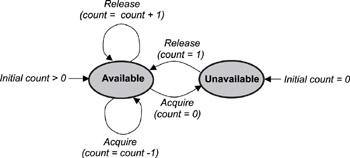 Release
(count = count + 1)
Release
(count = 1)
Initial count > 0
Available
Unavailable
Initial count = 0
Acquire
(count = 0)
Acquire
(count = count -1)